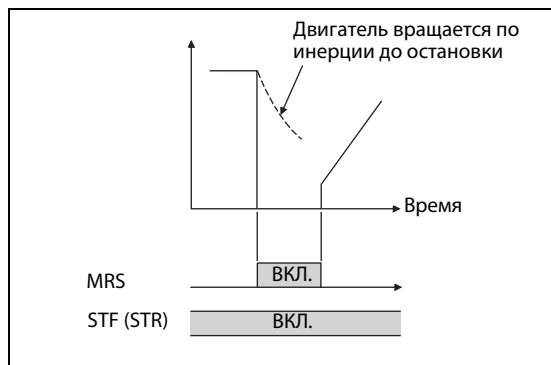 Двигатель вращается по
инерции до остановки
Время
MRS
ВКЛ.
STF (STR)
ВКЛ.